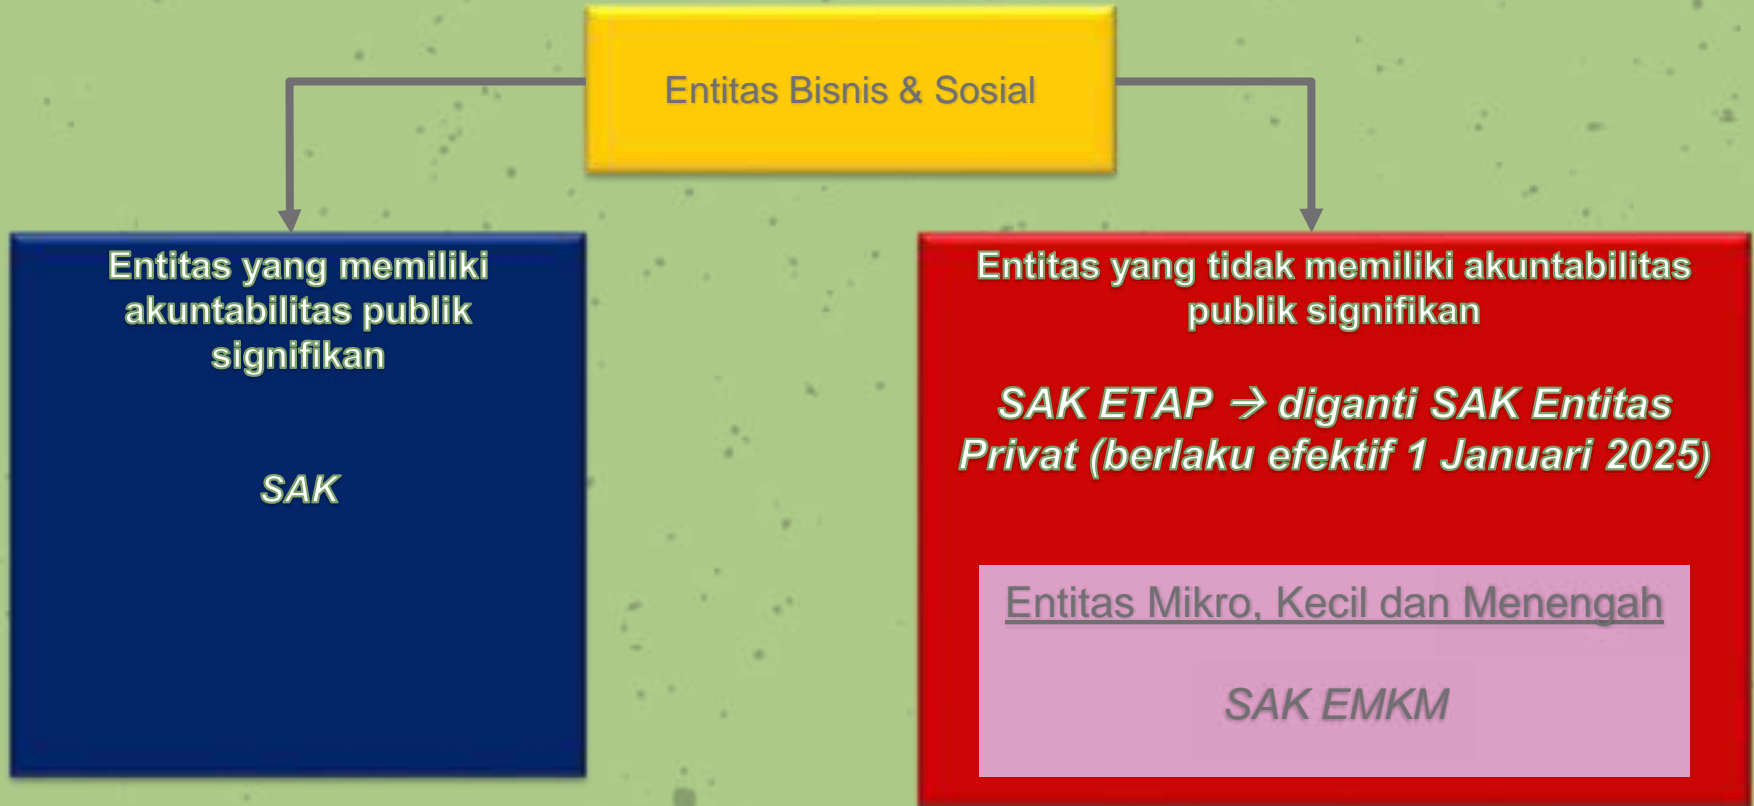 Entitas Bisnis & Sosial
Entitas yang memiliki
akuntabilitas publik
signifikan
SAK
Entitas yang tidak memiliki akuntabilitas
publik signifikan
SAK ETAP → diganti SAK Entitas
Privat (berlaku efektif 1 Januari 2025)
Entitas Mikro, Kecil dan Menengah
SAK EMKM